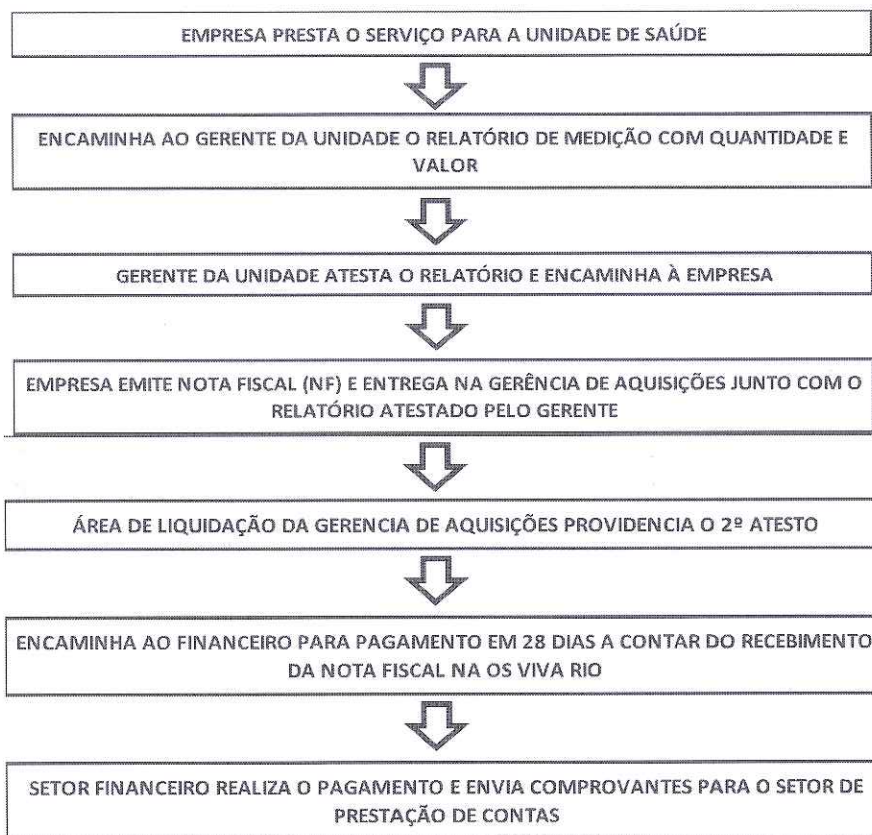 EMPRESA PRESTA O SERVIÇO PARA A UNIDADE DE SAÚDE
ENCAMINHA AO GERENTE DA UNIDADE O RELATÓRIO DE MEDIÇÃO COM QUANTIDADE E
VALOR
GERENTE DA UNIDADE ATESTA O RELATÓRIO E ENCAMINHA À EMPRESA
EMPRESA EMITE NOTA FISCAL (NF) E ENTREGA NA GERÊNCIA DE AQUISIÇÕES JUNTO COM O
RELATÓRIO ATESTADO PELO GERENTE
ÁREA DE LIQUIDAÇÃO DA GERENCIA DE AQUISIÇÕES PROVIDENCIA O 2º ATESTO
ENCAMINHA AO FINANCEIRO PARA PAGAMENTO EM 28 DIAS A CONTAR DO RECEBIMENTO
DA NOTA FISCAL NA OS VIVA RIO
SETOR FINANCEIRO REALIZA O PAGAMENTO E ENVIA COMPROVANTES PARA O SETOR DE
PRESTAÇÃO DE CONTAS